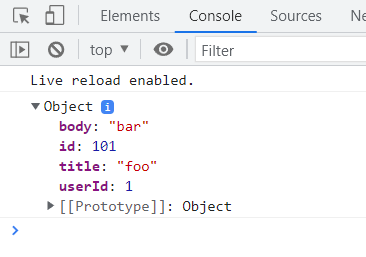 Elements Console Sources Ne
top Filter
Live reload enabled.
Object i
body: "bar"
id: 101
title: "foo"
userId: 1
[[Prototype]]: Object